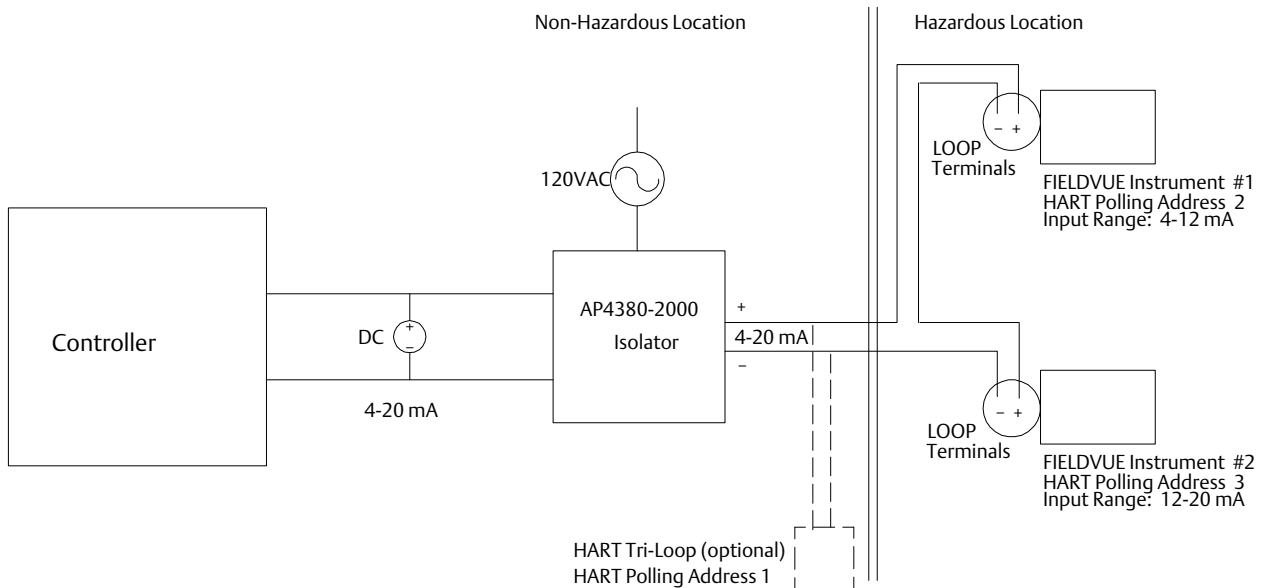 Non-Hazardous Location
Hazardous Location
− +
LOOP
Terminals
120VAC
FIELDVUE Instrument #1
HART Polling Address 2
Input Range: 4-12 mA
Controller
DC
+
−
4-20 mA
AP4380-2000
Isolator
+
4-20 mA
−
− +
LOOP
Terminals
FIELDVUE Instrument #2
HART Polling Address 3
Input Range: 12-20 mA
HART Tri-Loop (optional)
HART Polling Address 1